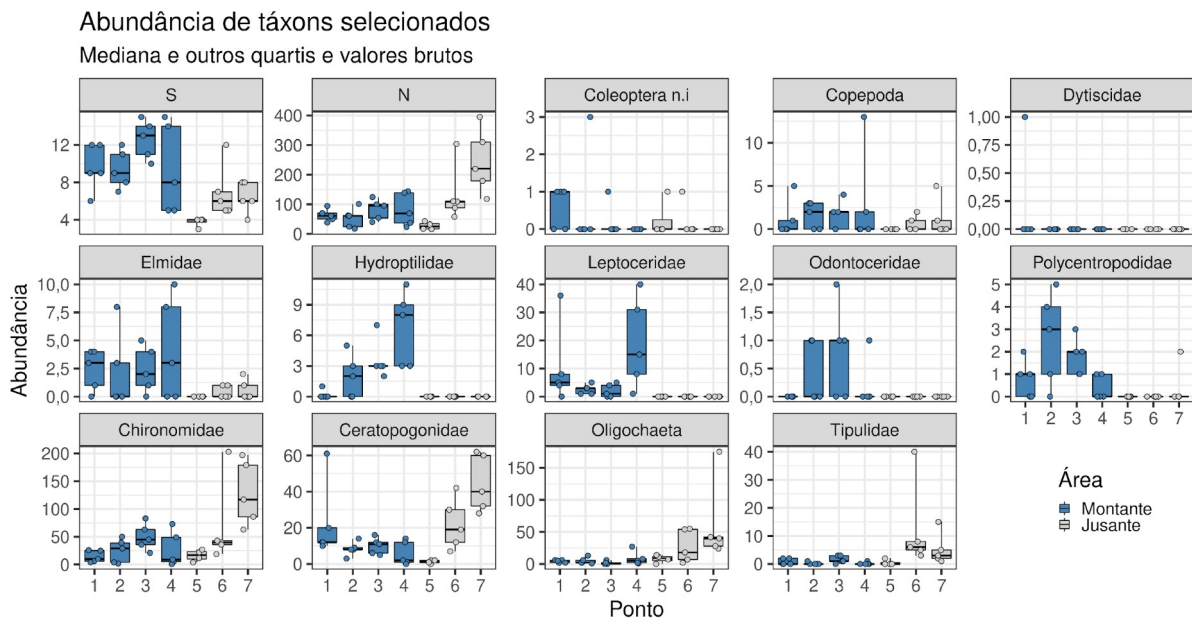 Abundância de táxons selecionados
Mediana e outros quartis e valores brutos
S
N
Coleoptera n.i
Copepoda
Dytiscidae
12
8
4
400
300
200
100
0
3
2
1
0
10
5
0
1,00
0,75
0,50
0,25
0,00
Elmidae
Hydroptilidae
Leptoceridae
Odontoceridae
Polycentropodidae
10,0
7,5
5,0
2,5
0,0
9
6
3
0
40
30
20
10
0
2,0
1,5
1,0
0,5
0,0
5
4
3
2
1
0
1 2 3 4 5 6 7
Chironomidae
Ceratopogonidae
Oligochaeta
Tipulidae
200
150
100
50
0
60
40
20
0
150
100
50
0
40
30
20
10
0
1 2 3 4 5 6 7
1 2 3 4 5 6 7
1 2 3 4 5 6 7
1 2 3 4 5 6 7
Abundância
Ponto
Área
Montante
Jusante